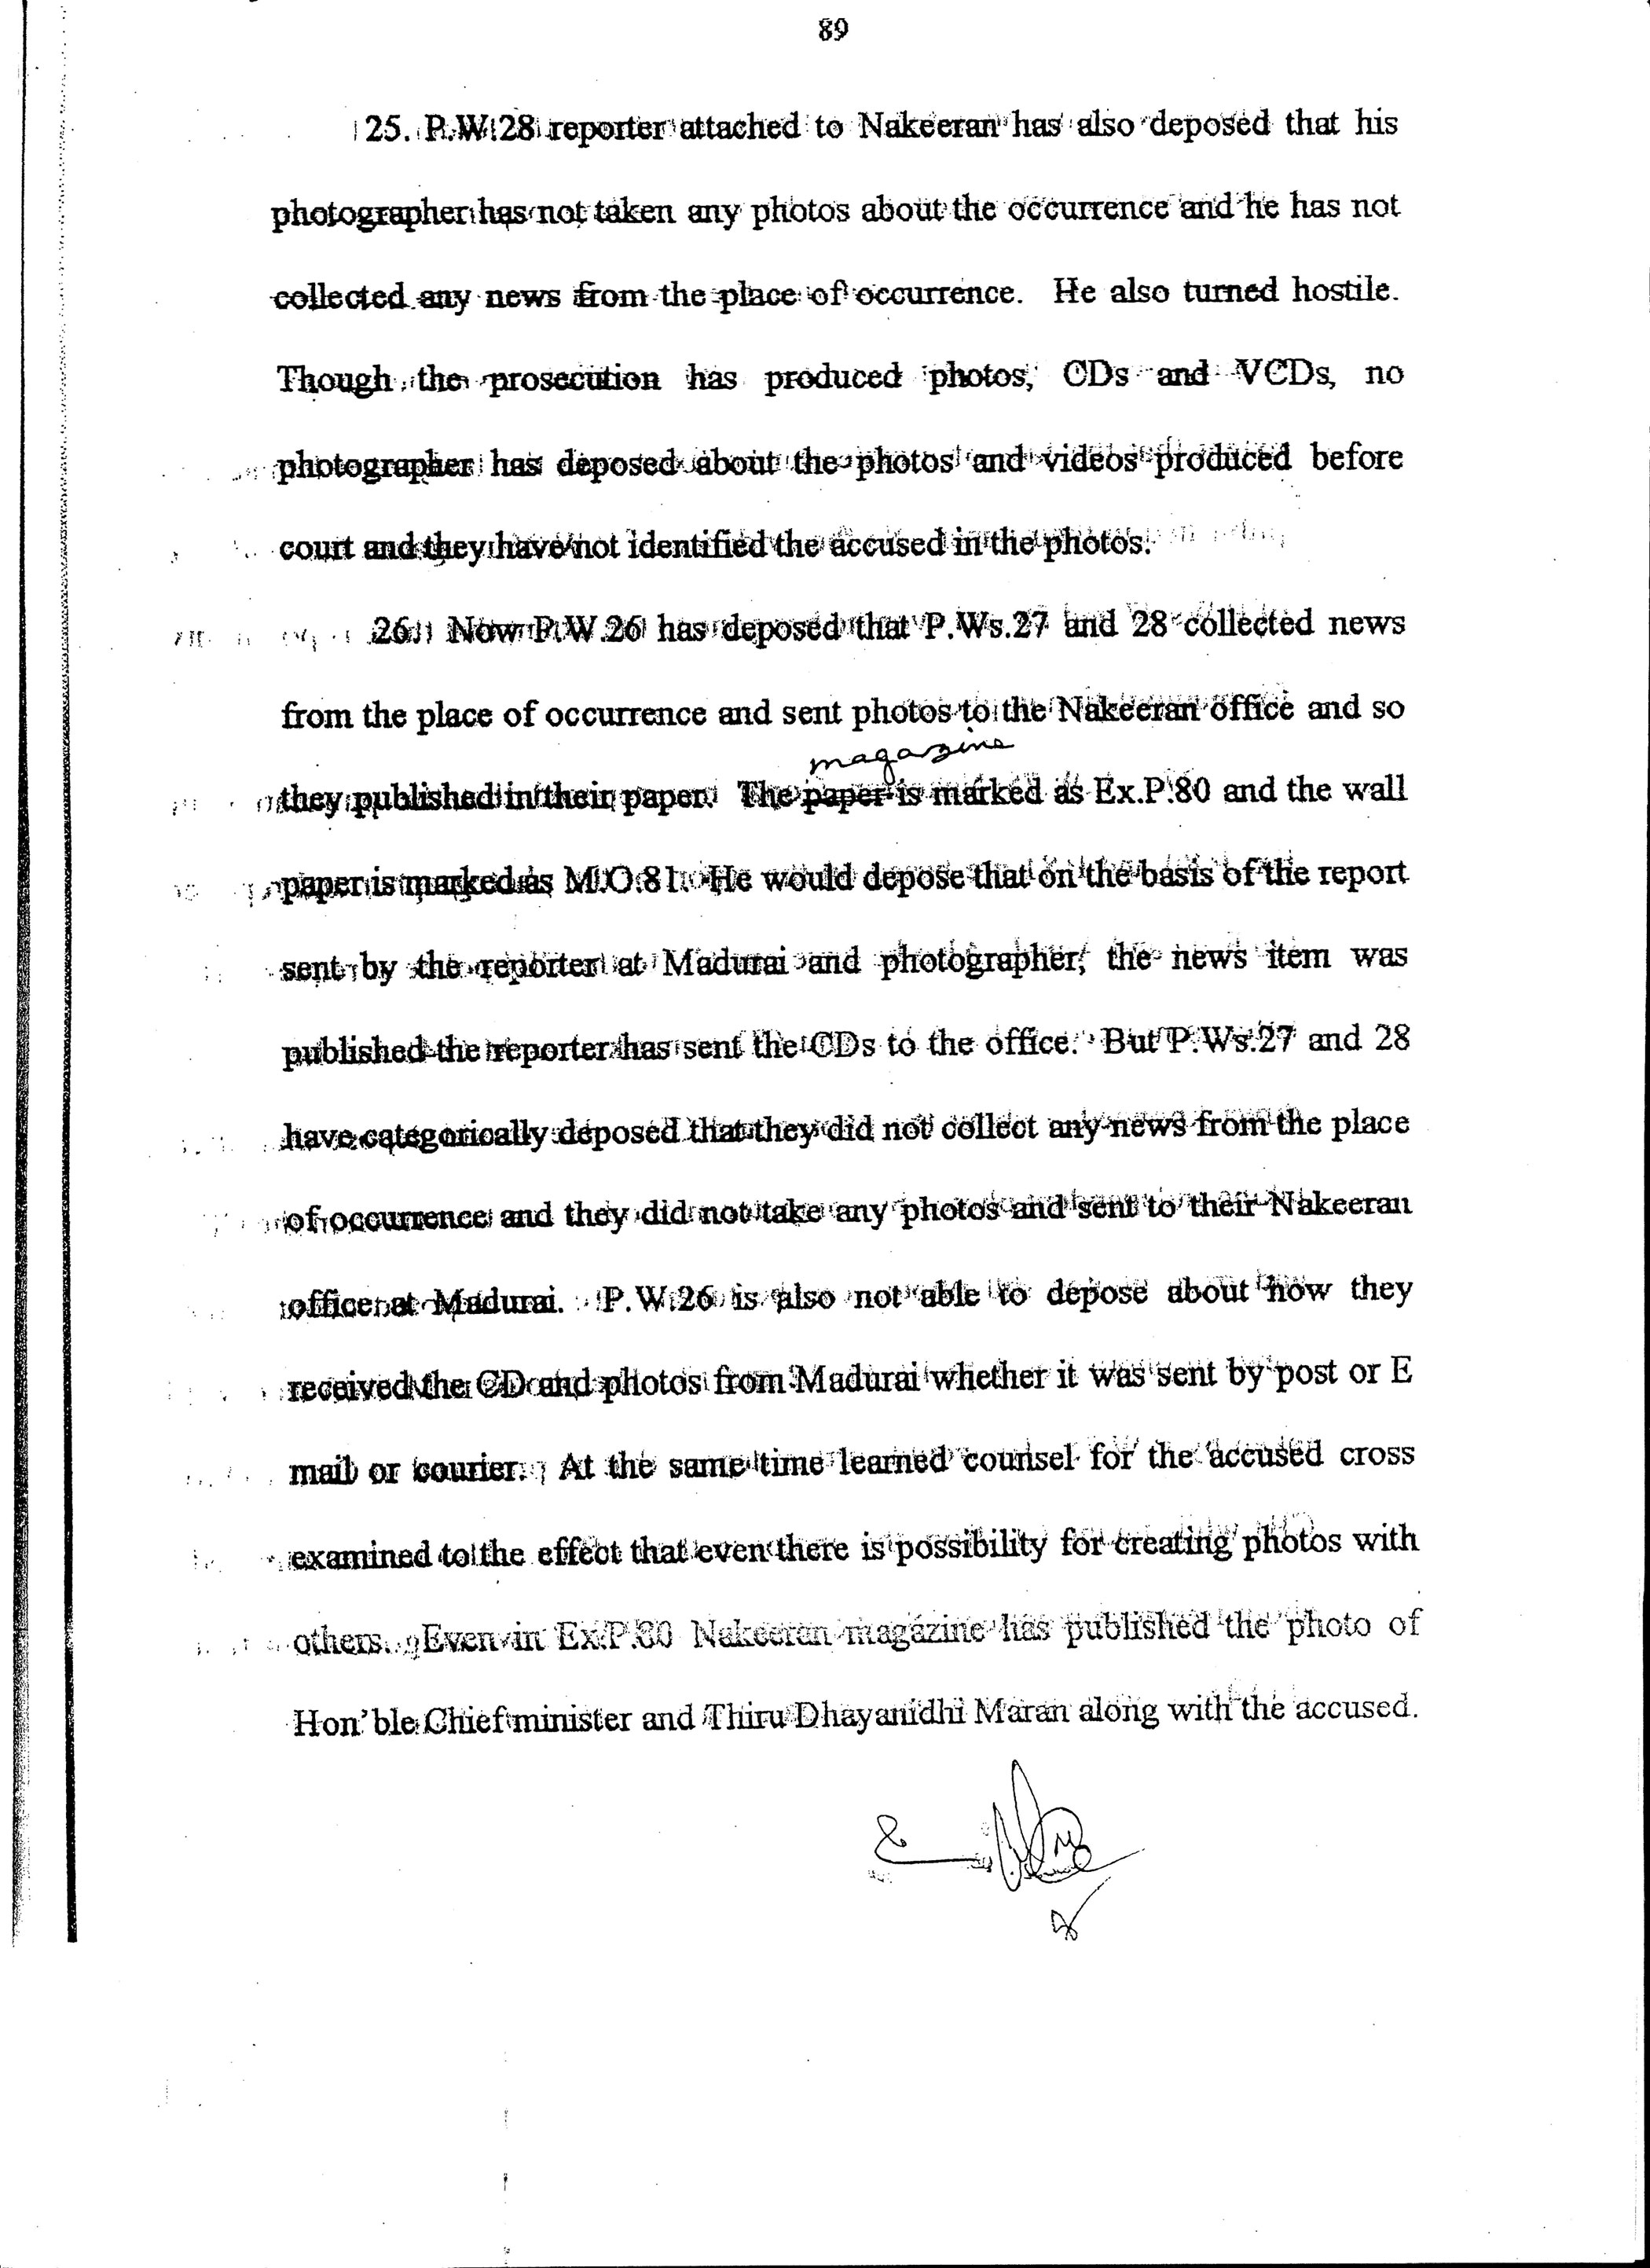 89
25. P.W.28 reporter attached to Nakeeran has also deposed that his
photographer has not taken any photos about the occurrence and he has not
collected any news from the place of occurrence. He also turned hostile.
Though the prosecution has produced photos, CDs and VCDs, no
photographer has deposed about the photos and videos produced before
court and they have not identified the accused in the photos.
26. Now P.W.26 has deposed that P.Ws.27 and 28 collected news
from the place of occurrence and sent photos to the Nakeeran office and so
magazine
they published in their paper. The paper is marked as Ex.P.80 and the wall
paper is marked as M.O.81. He would depose that on the basis of the report
sent by the reporter at Madurai and photographer, the news item was
published the reporter has sent the CDs to the office. But P.Ws.27 and 28
have categorically deposed that they did not collect any news from the place
of occurrence and they did not take any photos and sent to their Nakeeran
office at Madurai. P.W.26 is also not able to depose about how they
received the CD and photos from Madurai whether it was sent by post or E
mail or courier. At the same time learned counsel for the accused cross
examined to the effect that even there is possibility for creating photos with
others. Even in Ex.P.80 Nakeeran magazine has published the photo of
Hon'ble Chief minister and Thiru Dhayanidhi Maran along with the accused.